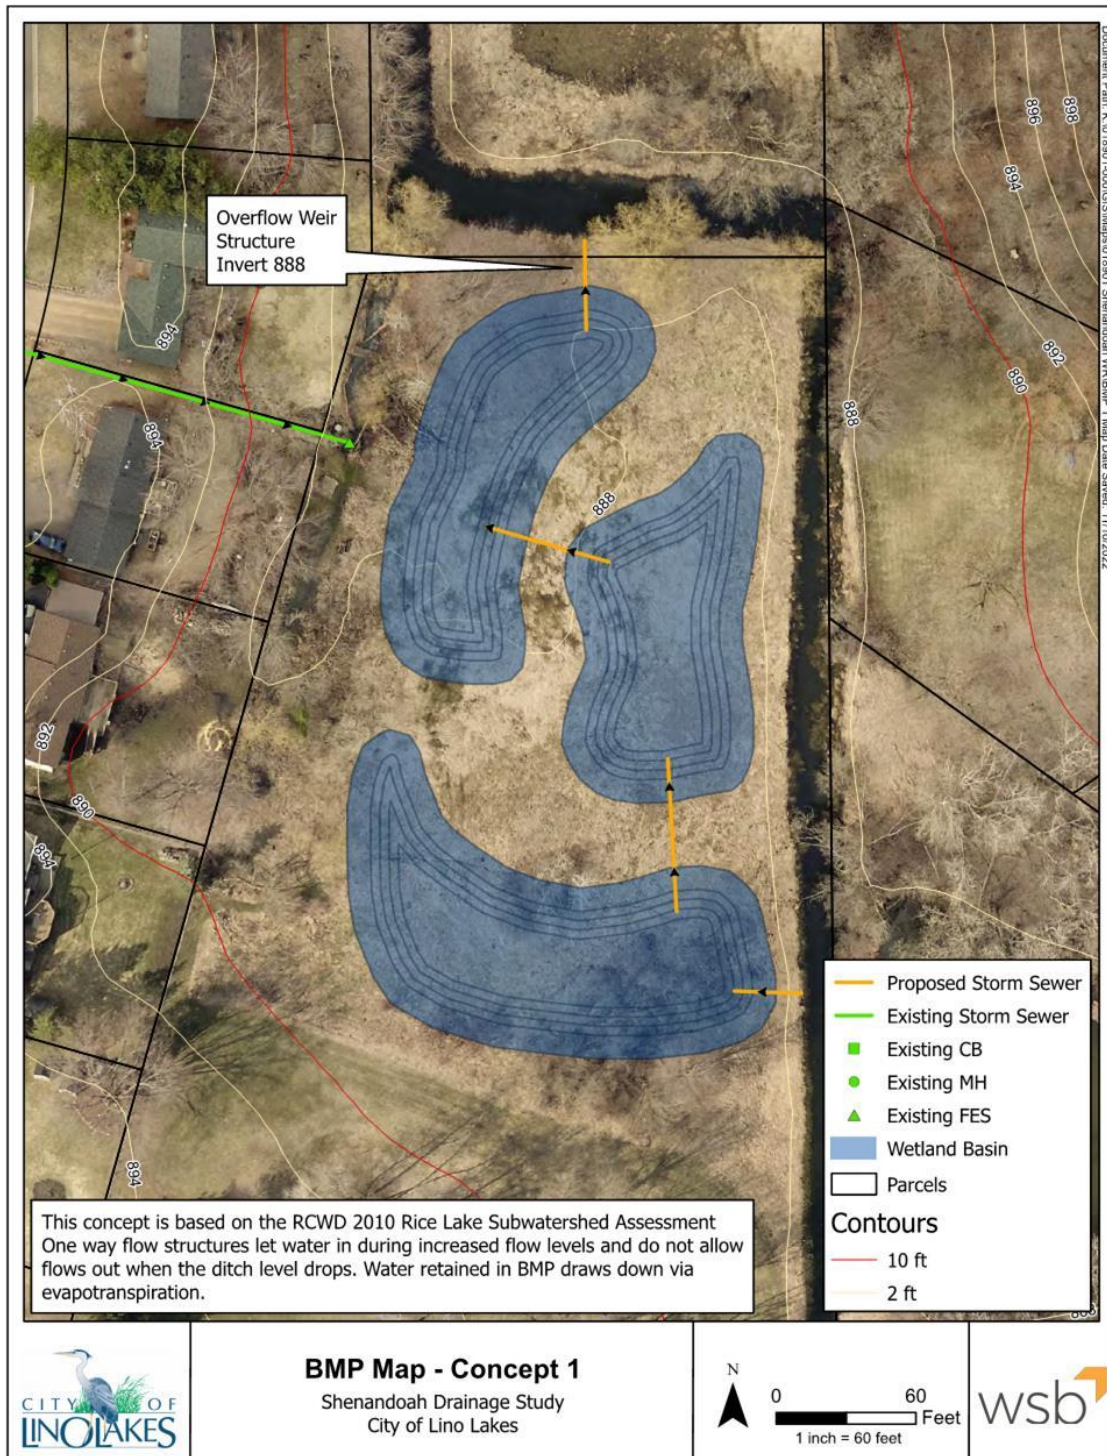 896
898
894
892
890
888
Overflow Weir
Structure
Invert 888
894
894
888
892
890
894
894
Proposed Storm Sewer
Existing Storm Sewer
Existing CB
Existing MH
Existing FES
Wetland Basin
Parcels
Contours
10 ft
2 ft
This concept is based on the RCWD 2010 Rice Lake Subwatershed Assessment
One way flow structures let water in during increased flow levels and do not allow
flows out when the ditch level drops. Water retained in BMP draws down via
evapotranspiration.
CITY OF
LINO LAKES
BMP Map - Concept 1
Shenandoah Drainage Study
City of Lino Lakes
N
0 60
Feet
1 inch = 60 feet
wsb